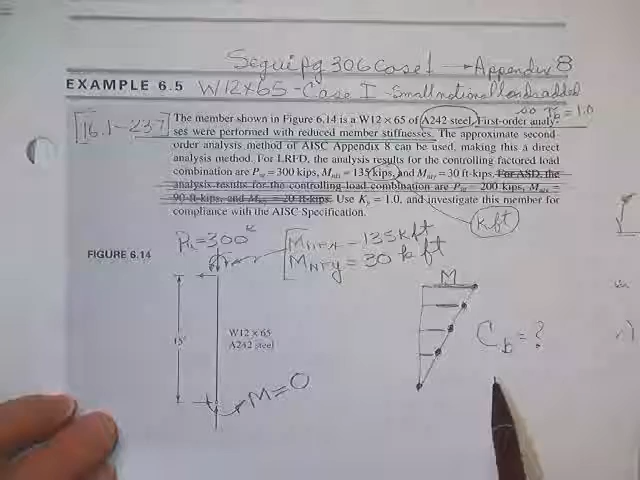 Segui pg 306 Case 1 → Appendix 8
EXAMPLE 6.5 W12x65 - Case I - Small notional load added
∞ τb = 1.0
[16.1-237]
The member shown in Figure 6.14 is a W12 × 65 of A242 steel. First-order analy-
ses were performed with reduced member stiffnesses. The approximate second-
order analysis method of AISC Appendix 8 can be used, making this a direct
analysis method. For LRFD, the analysis results for the controlling factored load
combination are Pnt = 300 kips, Mntx = 135 kips, and Mnty = 30 ft-kips. For ASD, the
analysis results for the controlling load combination are Pnt = 200 kips, Mntx =
90 ft-kips, and Mnty = 20 ft-kips. Use Ky = 1.0, and investigate this member for
compliance with the AISC Specification.
k ft
FIGURE 6.14
Pu=300k
MNTX = 135 kft
MNTY = 30 k ft
M
15′
W12 × 65
A242 steel
M=0
Cb = ?